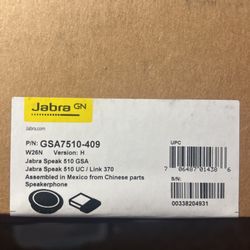 Jabra GN
Jabra.com
P/N: GSA7510-409
W26N Version: H
Jabra Speak 510 GSA
Jabra Speak 510 UC / Link 370
Assembled in Mexico from Chinese parts
Speakerphone
UPC
7 06487 01438 6
S/N:
00338204931